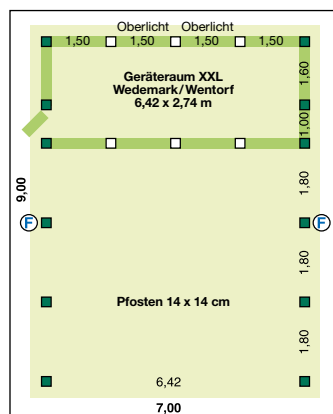 Oberlicht Oberlicht
1,50 1,50 1,50 1,50
Geräteraum XXL
Wedemark/Wentorf
6,42 x 2,74 m
1,60
1,00
9,00
1,80
F F
1,80
Pfosten 14 x 14 cm
1,80
6,42
7,00